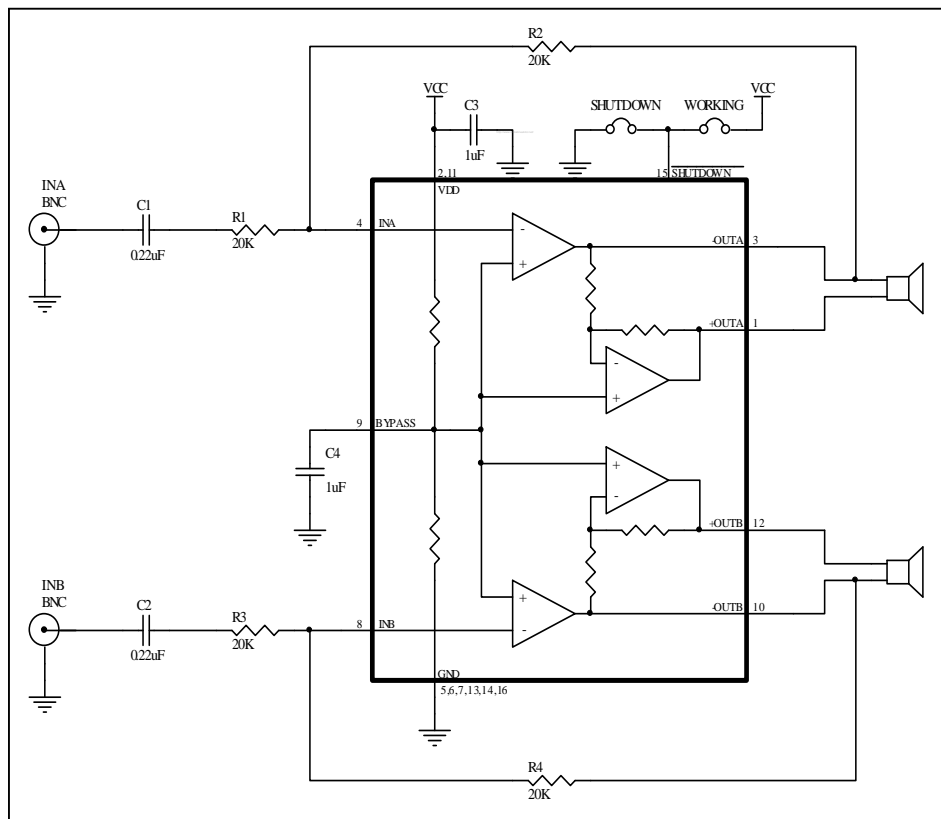 R2
20K
VCC
C3
1uF
SHUTDOWN
WORKING
VCC
2,11
VDD
15
SHUTDOWN
INA
BNC
C1
0.22uF
R1
20K
4
INA
-
+
-OUTA
3
+OUTA
1
-
+
9
BYPASS
C4
1uF
+
-
+OUTB
12
INB
BNC
C2
0.22uF
R3
20K
8
INB
+
-
-OUTB
10
GND
5,6,7,13,14,16
R4
20K